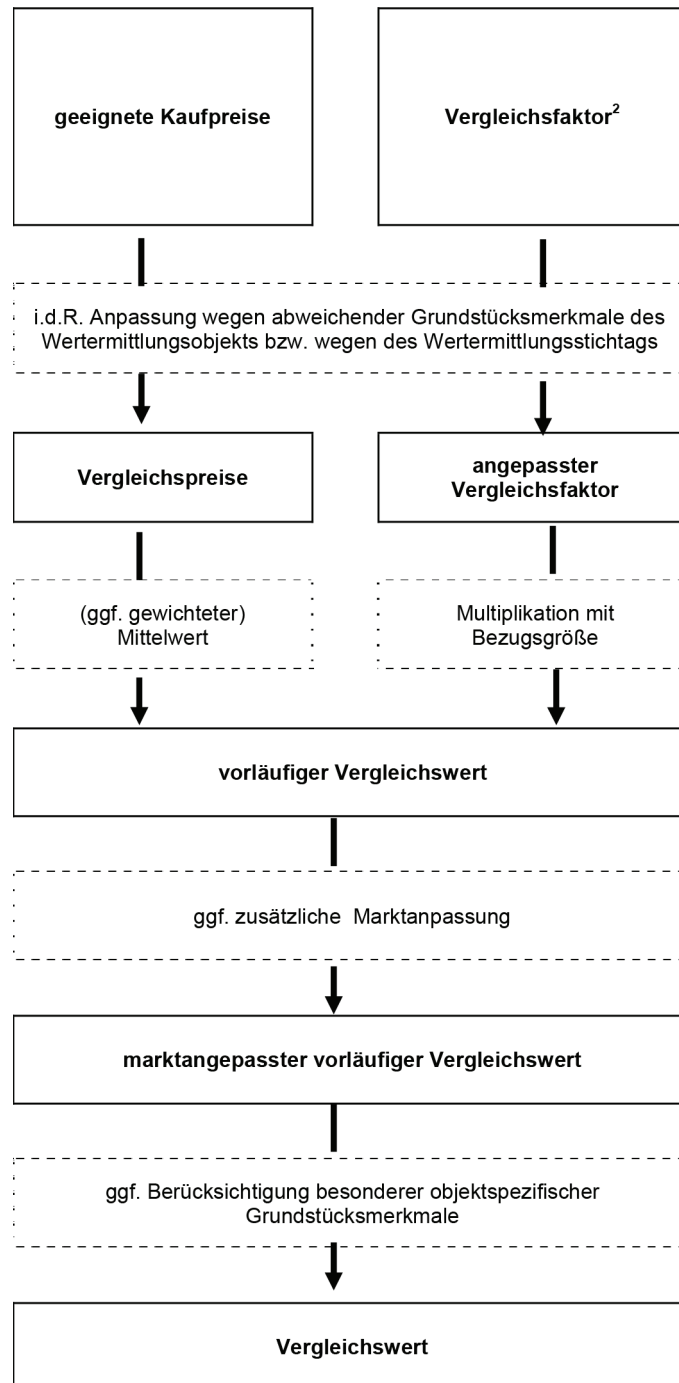 geeignete Kaufpreise
Vergleichsfaktor²
i.d.R. Anpassung wegen abweichender Grundstücksmerkmale des
Wertermittlungsobjekts bzw. wegen des Wertermittlungsstichtags
Vergleichspreise
angepasster
Vergleichsfaktor
(ggf. gewichteter)
Mittelwert
Multiplikation mit
Bezugsgröße
vorläufiger Vergleichswert
ggf. zusätzliche  Marktanpassung
marktangepasster vorläufiger Vergleichswert
ggf. Berücksichtigung besonderer objektspezifischer
Grundstücksmerkmale
Vergleichswert